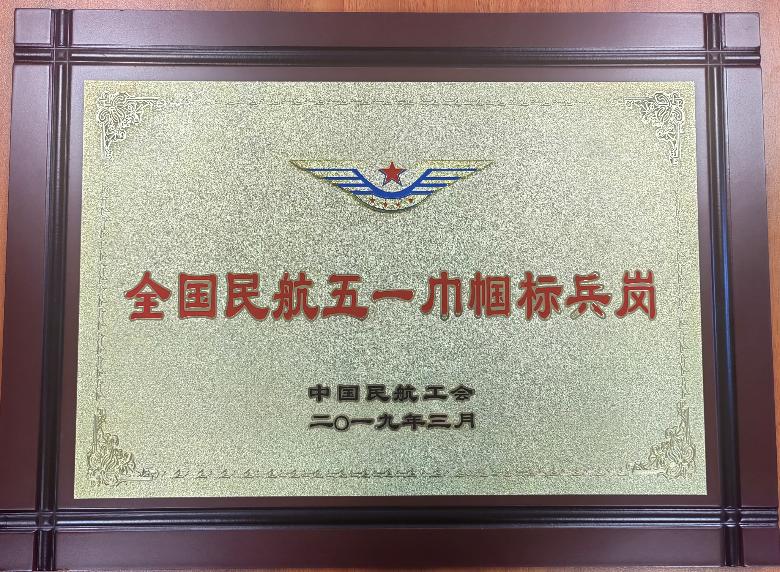 全国民航五一巾帼标兵岗
中国民航工会
二〇一九年三月